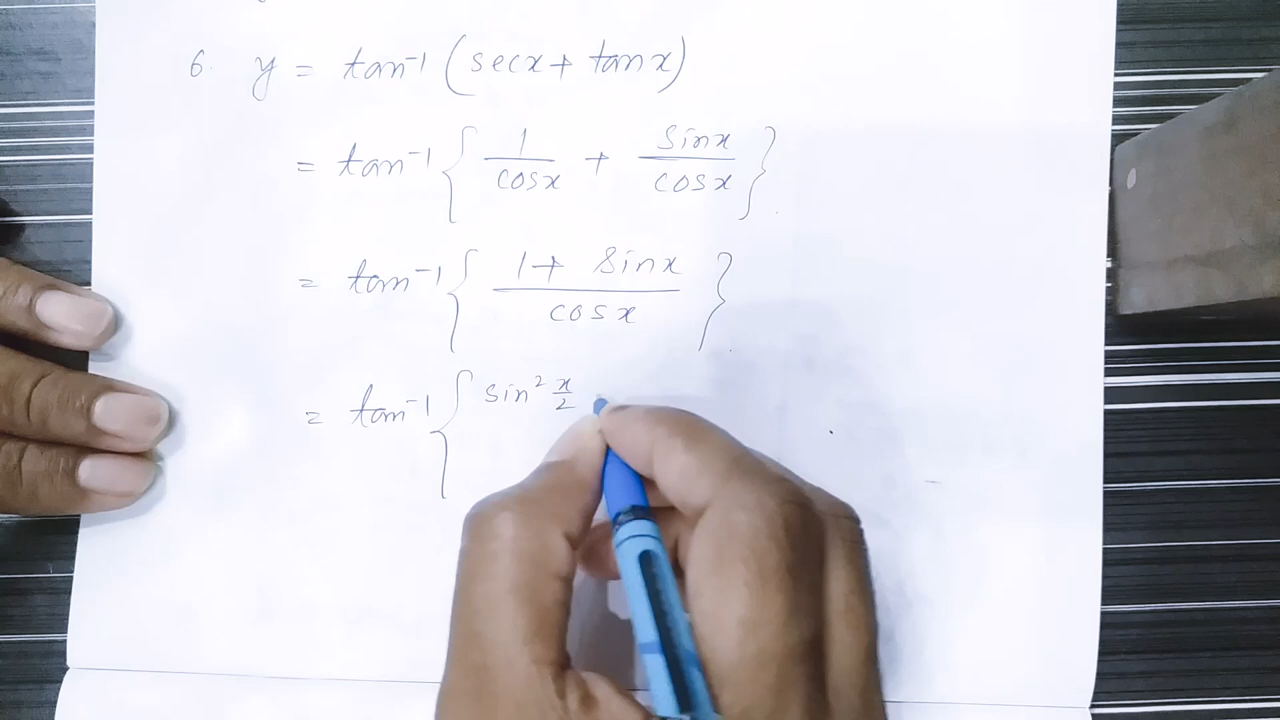 6. y = tan⁻¹ (secx + tanx)
= tan⁻¹ { 1/cosx + sinx/cosx }
= tan⁻¹ { (1 + sinx)/cosx }
= tan⁻¹ { sin² x/2